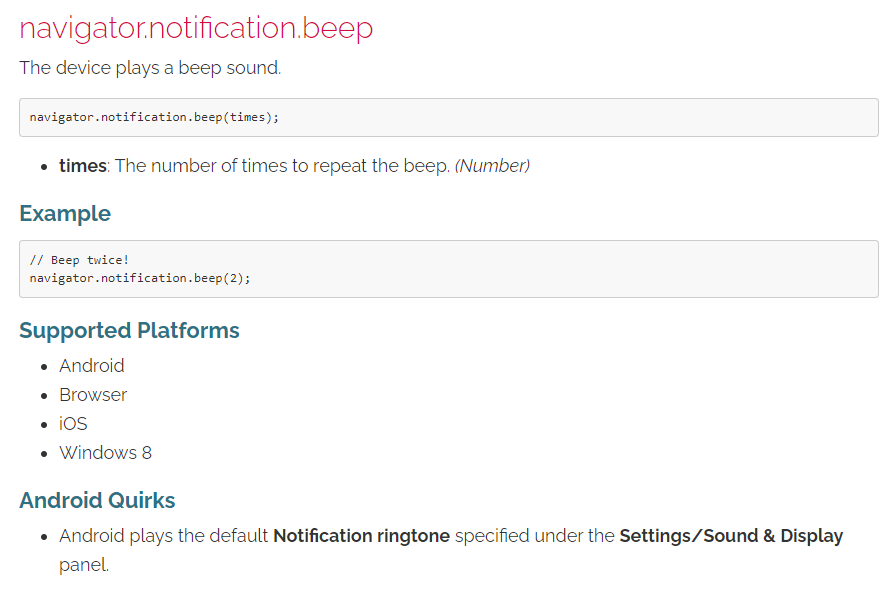 navigator.notification.beep
The device plays a beep sound.
navigator.notification.beep(times);
• times: The number of times to repeat the beep. (Number)
Example
// Beep twice!
navigator.notification.beep(2);
Supported Platforms
• Android
• Browser
• iOS
• Windows 8
Android Quirks
• Android plays the default Notification ringtone specified under the Settings/Sound & Display
panel.